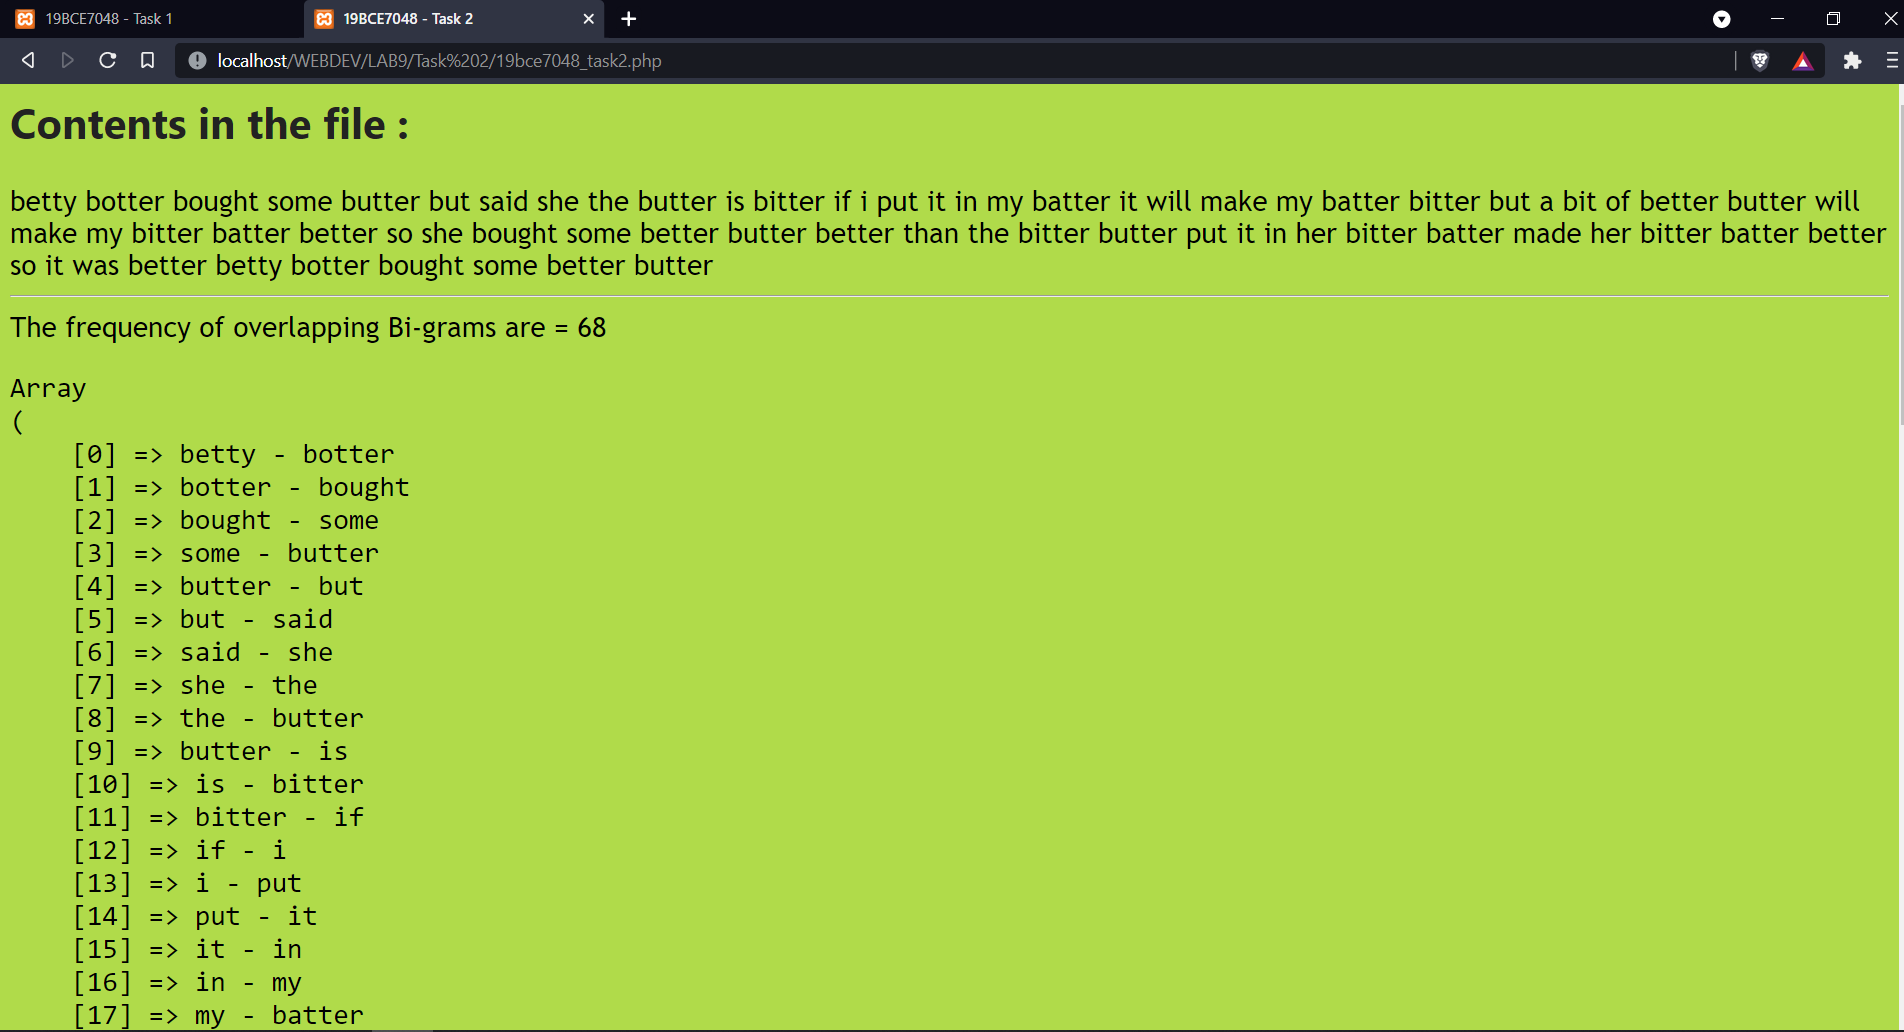 19BCE7048 - Task 1
19BCE7048 - Task 2
localhost/WEBDEV/LAB9/Task%202/19bce7048_task2.php
Contents in the file :
betty botter bought some butter but said she the butter is bitter if i put it in my batter it will make my batter bitter but a bit of better butter will
make my bitter batter better so she bought some better butter better than the bitter butter put it in her bitter batter made her bitter batter better
so it was better betty botter bought some better butter
The frequency of overlapping Bi-grams are = 68
Array
(
[0] => betty - botter
[1] => botter - bought
[2] => bought - some
[3] => some - butter
[4] => butter - but
[5] => but - said
[6] => said - she
[7] => she - the
[8] => the - butter
[9] => butter - is
[10] => is - bitter
[11] => bitter - if
[12] => if - i
[13] => i - put
[14] => put - it
[15] => it - in
[16] => in - my
[17] => my - batter